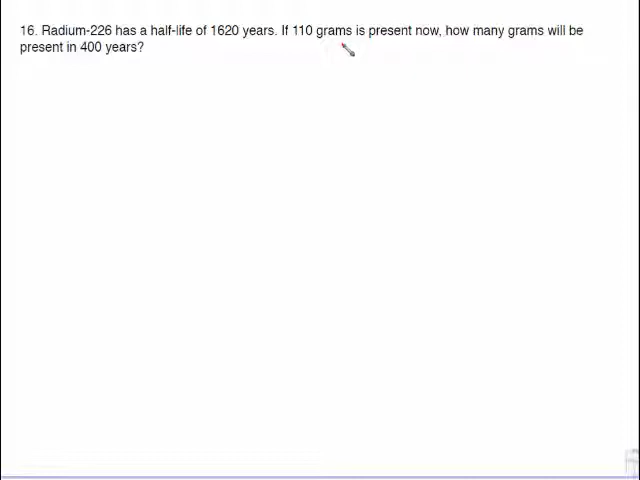 16. Radium-226 has a half-life of 1620 years. If 110 grams is present now, how many grams will be
present in 400 years?